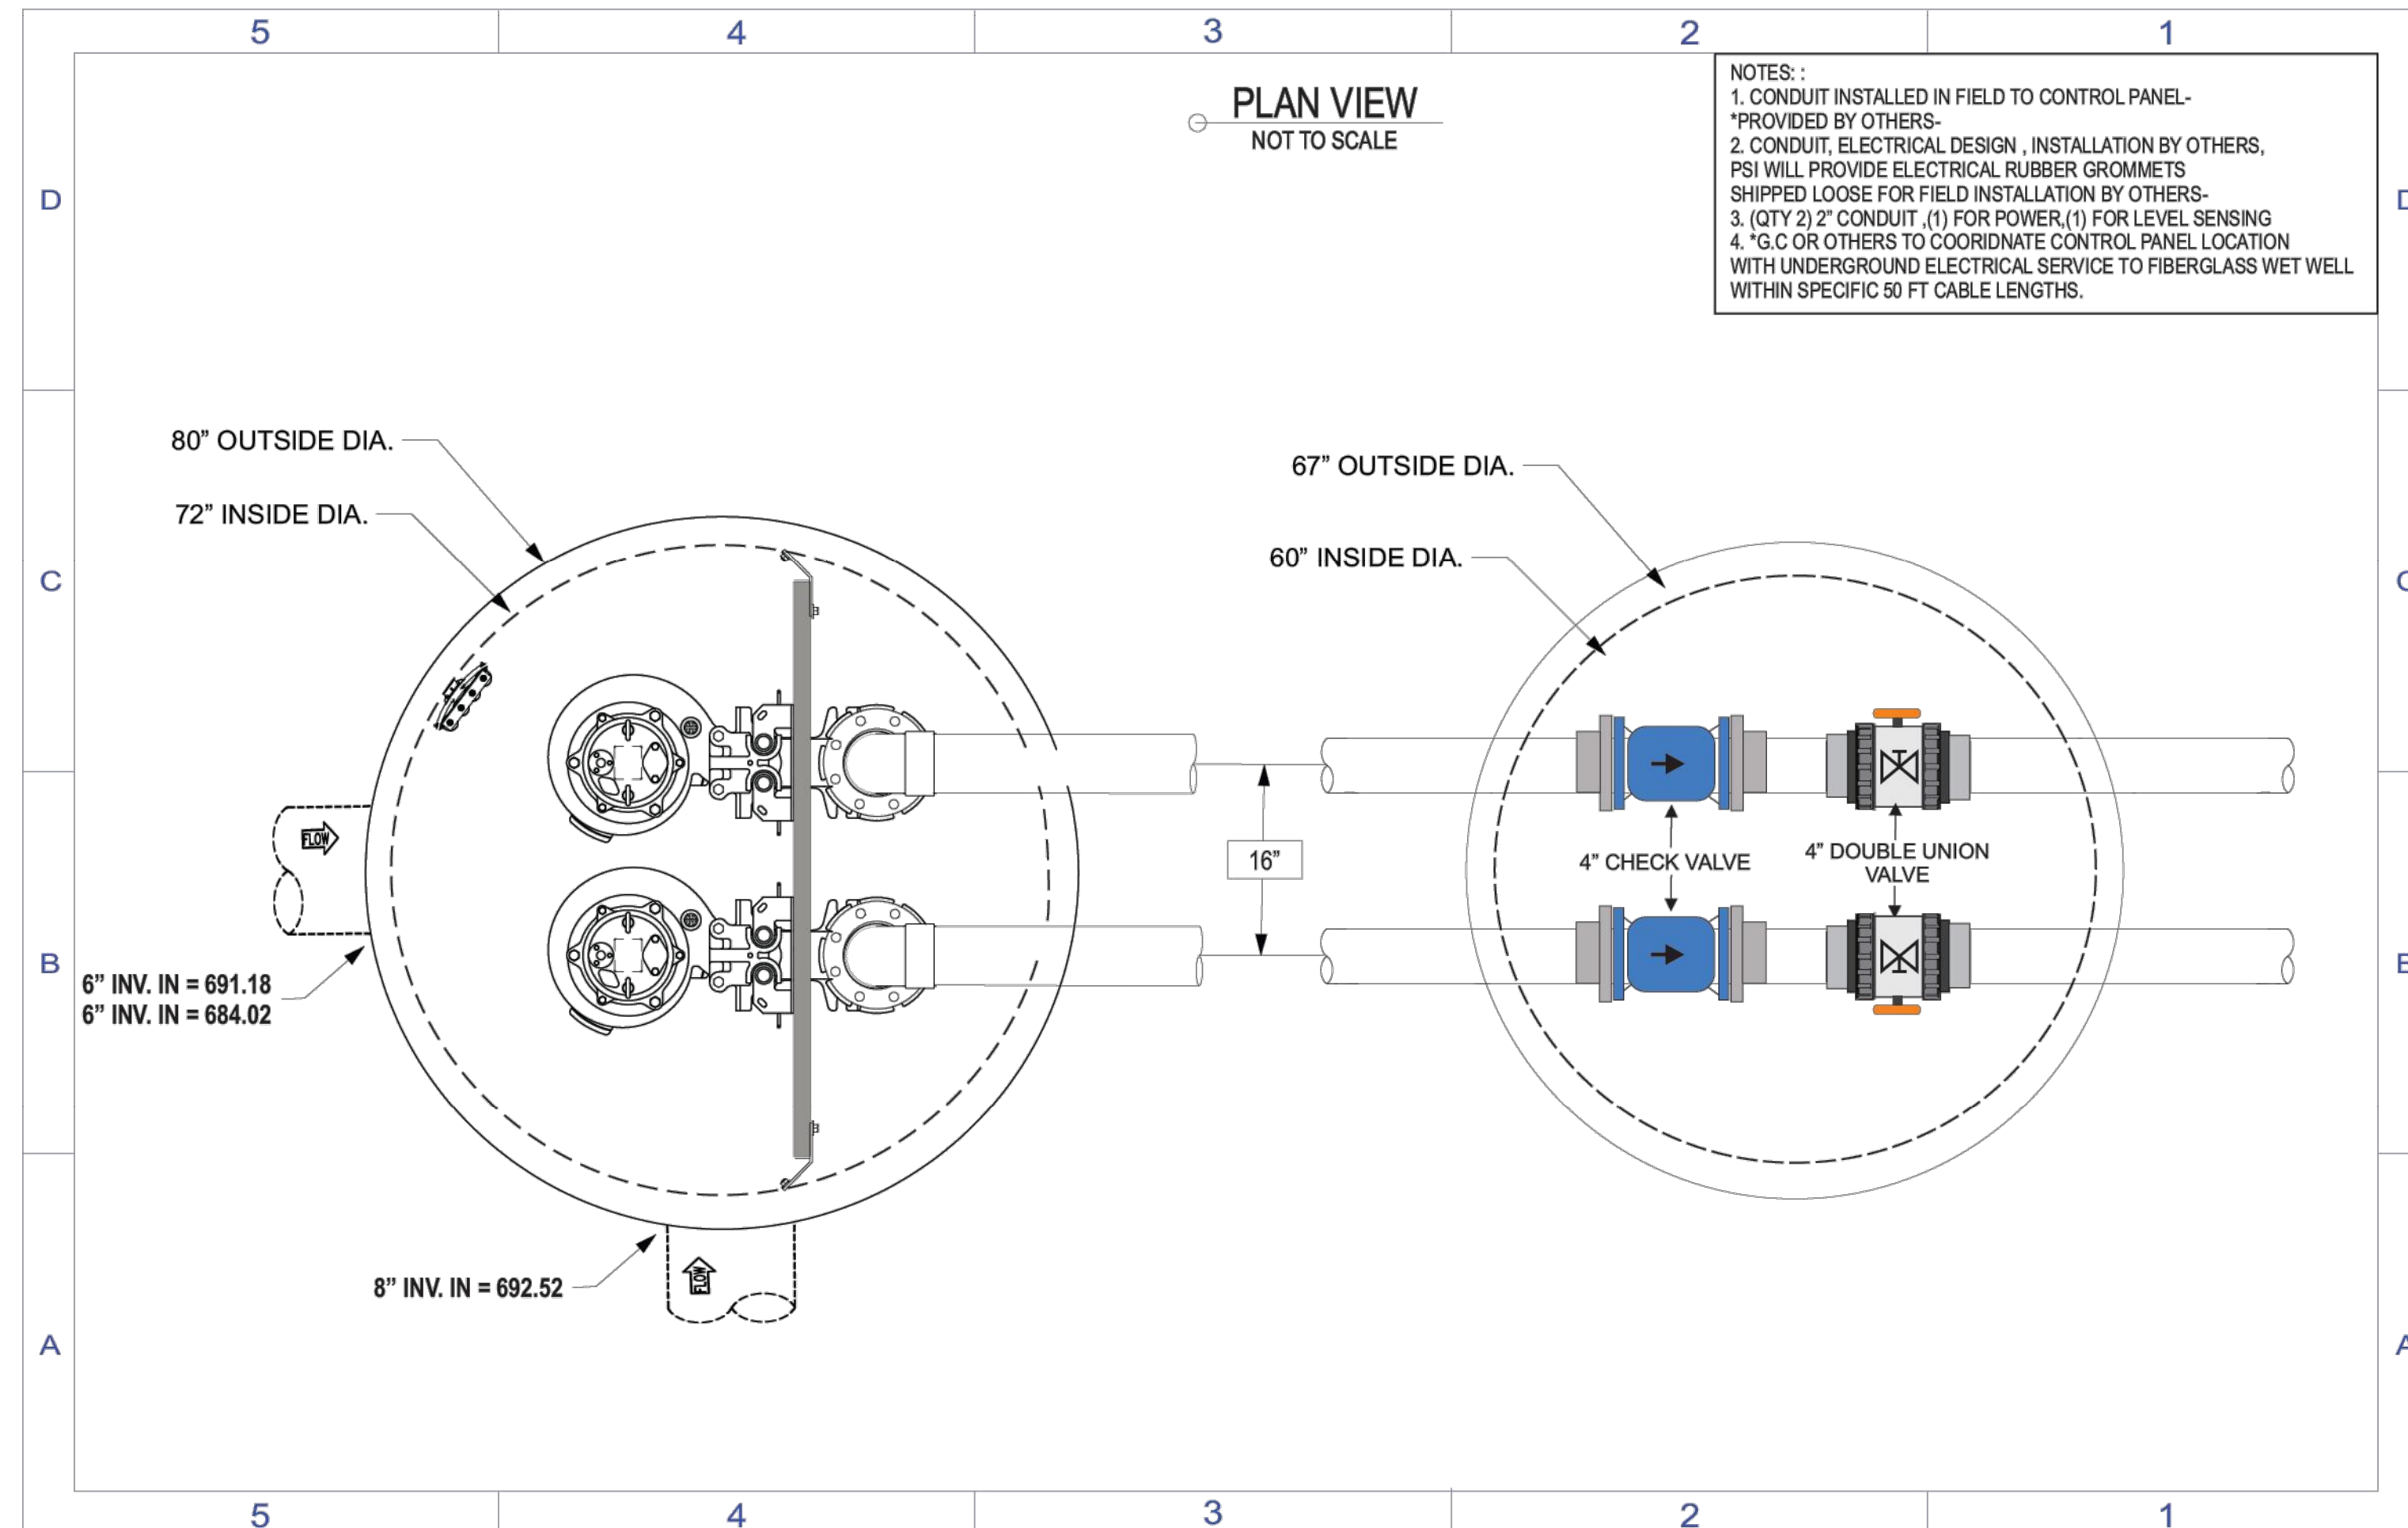 5 4 3 2 1
PLAN VIEW
NOT TO SCALE
NOTES: :
1. CONDUIT INSTALLED IN FIELD TO CONTROL PANEL-
*PROVIDED BY OTHERS-
2. CONDUIT, ELECTRICAL DESIGN , INSTALLATION BY OTHERS,
PSI WILL PROVIDE ELECTRICAL RUBBER GROMMETS
SHIPPED LOOSE FOR FIELD INSTALLATION BY OTHERS-
3. (QTY 2) 2" CONDUIT ,(1) FOR POWER,(1) FOR LEVEL SENSING
4. *G.C OR OTHERS TO COORIDNATE CONTROL PANEL LOCATION
WITH UNDERGROUND ELECTRICAL SERVICE TO FIBERGLASS WET WELL
WITHIN SPECIFIC 50 FT CABLE LENGTHS.
D
80” OUTSIDE DIA.
72” INSIDE DIA.
67” OUTSIDE DIA.
60” INSIDE DIA.
C
FLOW
16”
4” CHECK VALVE
4” DOUBLE UNION
VALVE
B
6” INV. IN = 691.18
6” INV. IN = 684.02
FLOW
8” INV. IN = 692.52
A
5 4 3 2 1